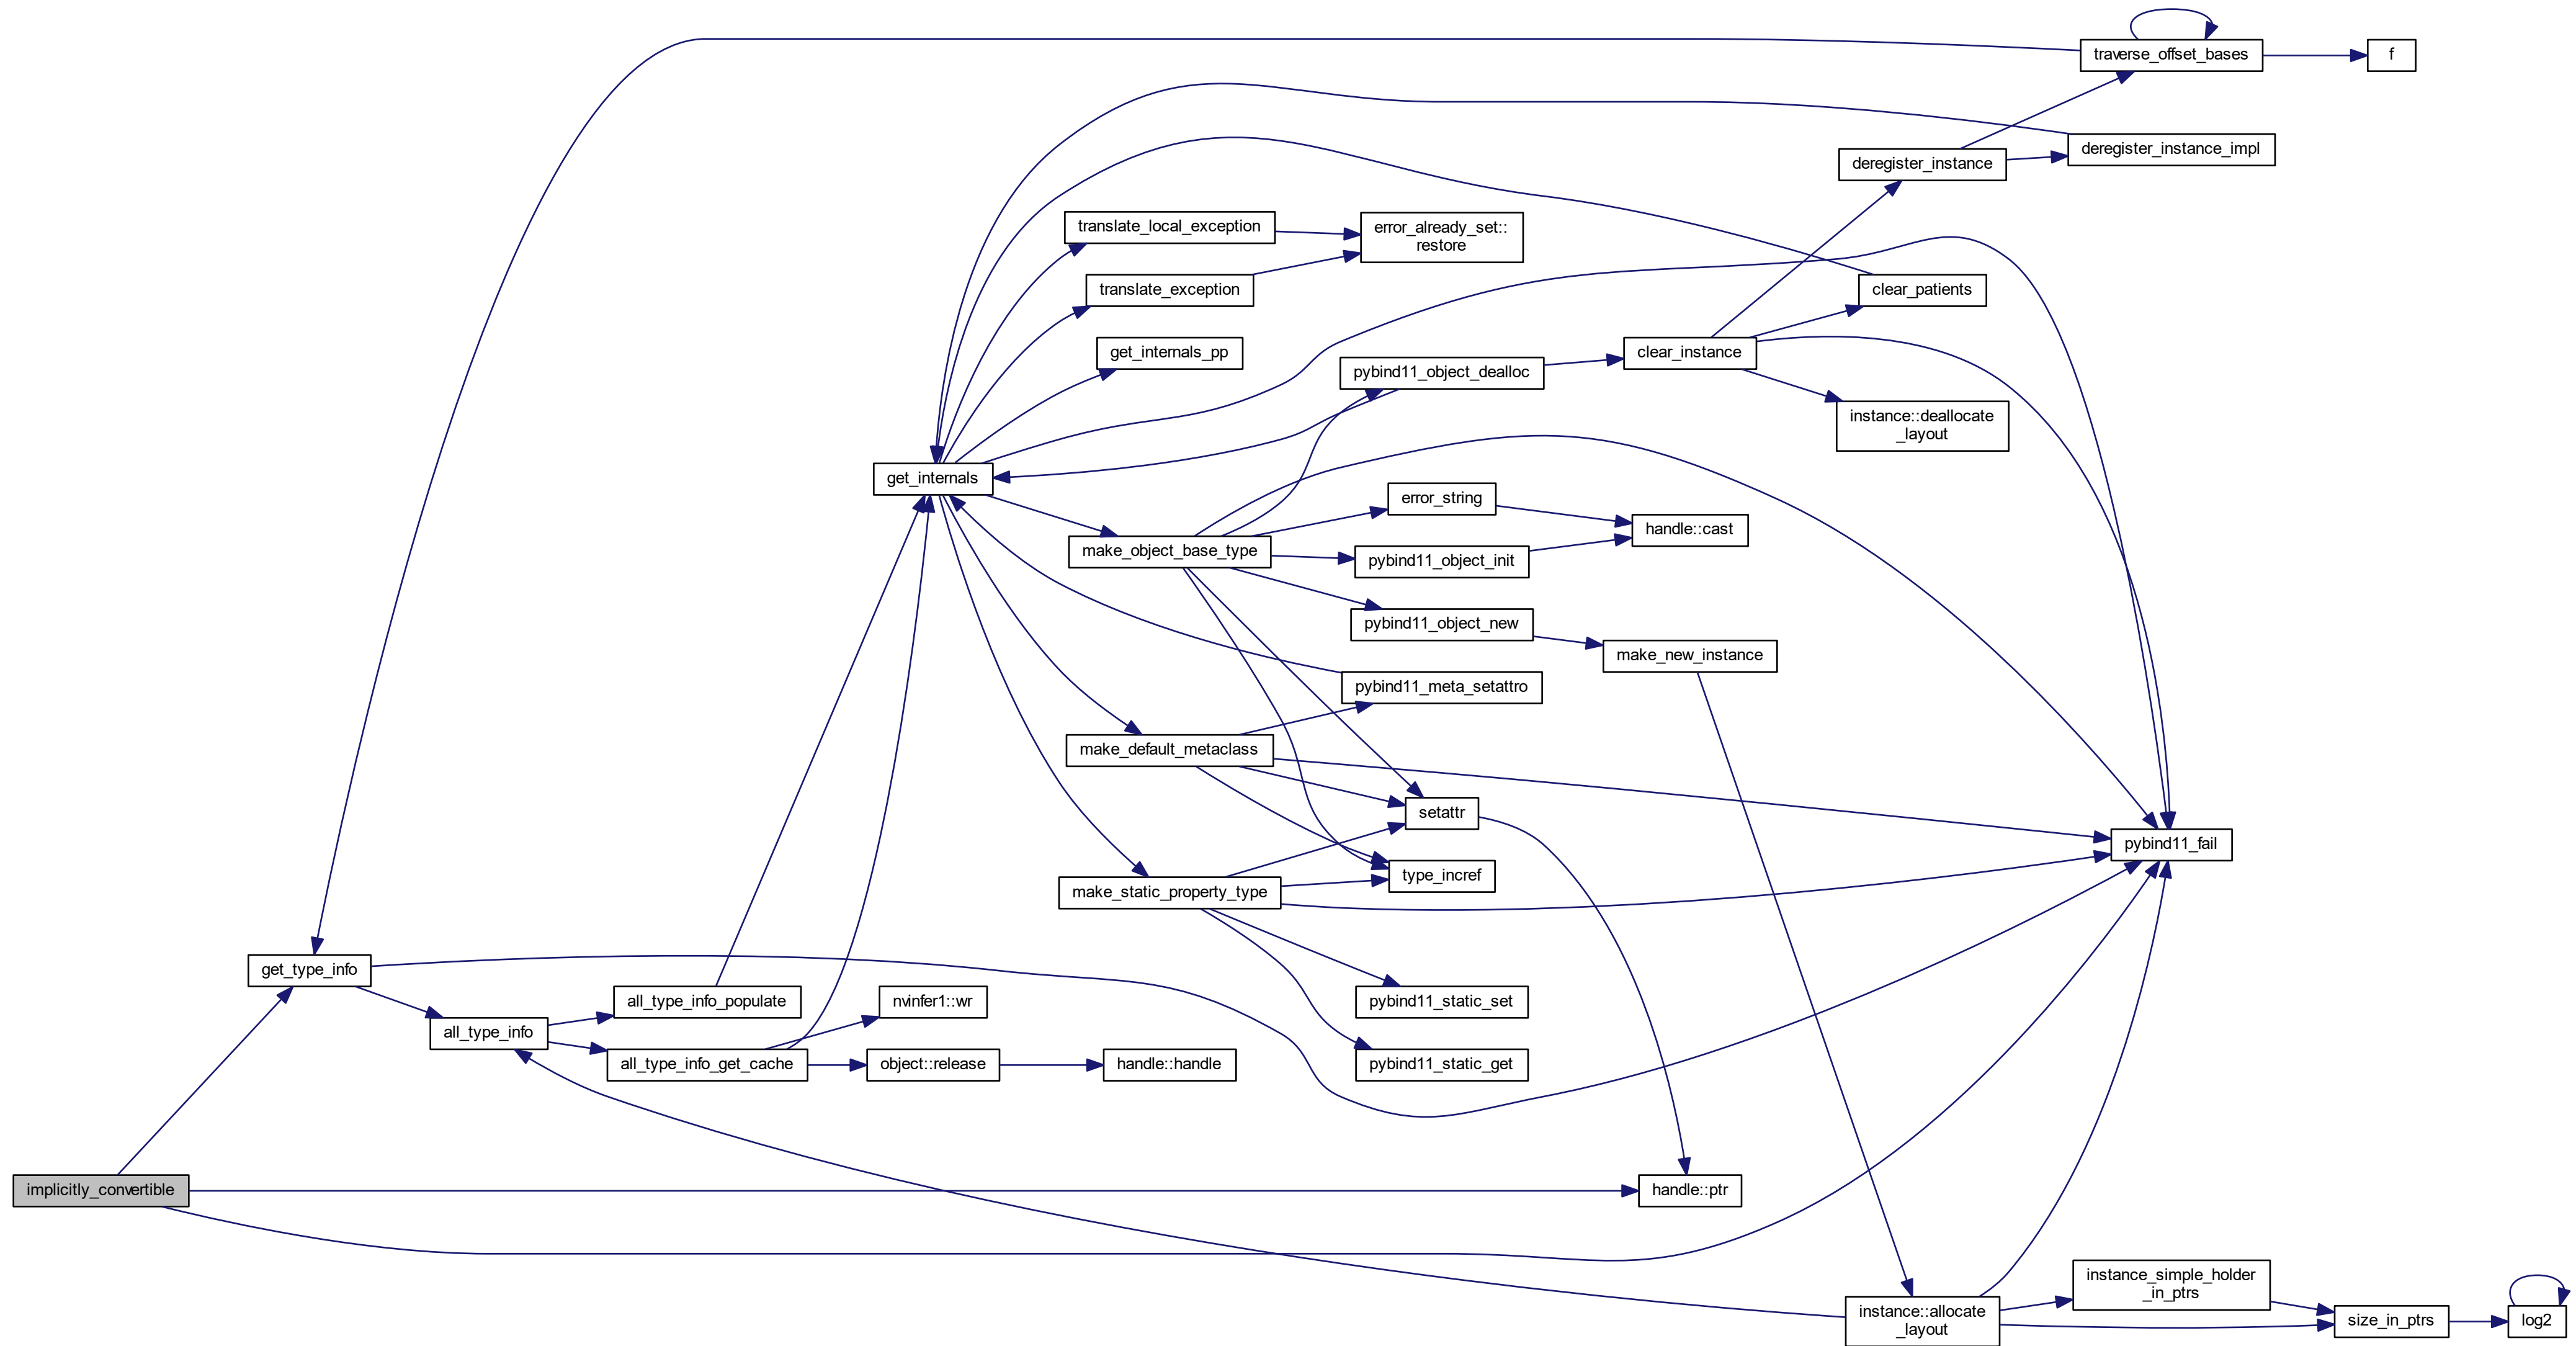 traverse_offset_bases
f
deregister_instance_impl
deregister_instance
translate_local_exception
error_already_set::
restore
translate_exception
clear_patients
get_internals_pp
clear_instance
pybind11_object_dealloc
instance::deallocate
_layout
get_internals
error_string
handle::cast
make_object_base_type
pybind11_object_init
pybind11_object_new
make_new_instance
pybind11_meta_setattro
make_default_metaclass
setattr
pybind11_fail
type_incref
make_static_property_type
get_type_info
all_type_info_populate
nvinfer1::wr
pybind11_static_set
all_type_info
all_type_info_get_cache
object::release
handle::handle
pybind11_static_get
implicitly_convertible
handle::ptr
instance_simple_holder
_in_ptrs
instance::allocate
_layout
size_in_ptrs
log2